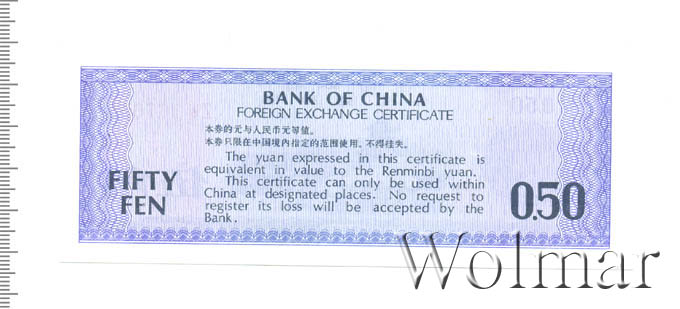 BANK OF CHINA
FOREIGN EXCHANGE CERTIFICATE
本券的元与人民币元等值。
本券只限在中国境内指定的范围使用,不得挂失。
The yuan expressed in this certificate is
equivalent in value to the Renminbi yuan.
This certificate can only be used within
China at designated places. No request to
register its loss will be accepted by the
Bank.
FIFTY
FEN
0.50
Wolmar